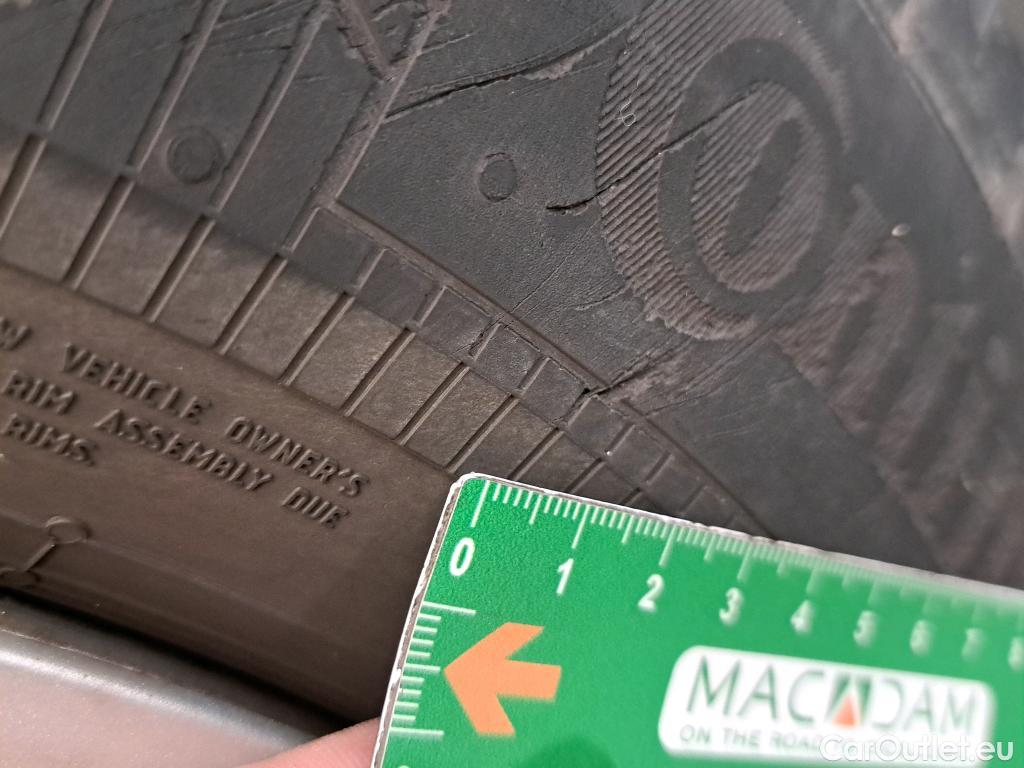 W VEHICLE OWNER'S
RIM ASSEMBLY DUE
RIMS.
0 1 2 3 4 5 6 7 8
MACADAM
ON THE ROAD
CarOutlet.eu